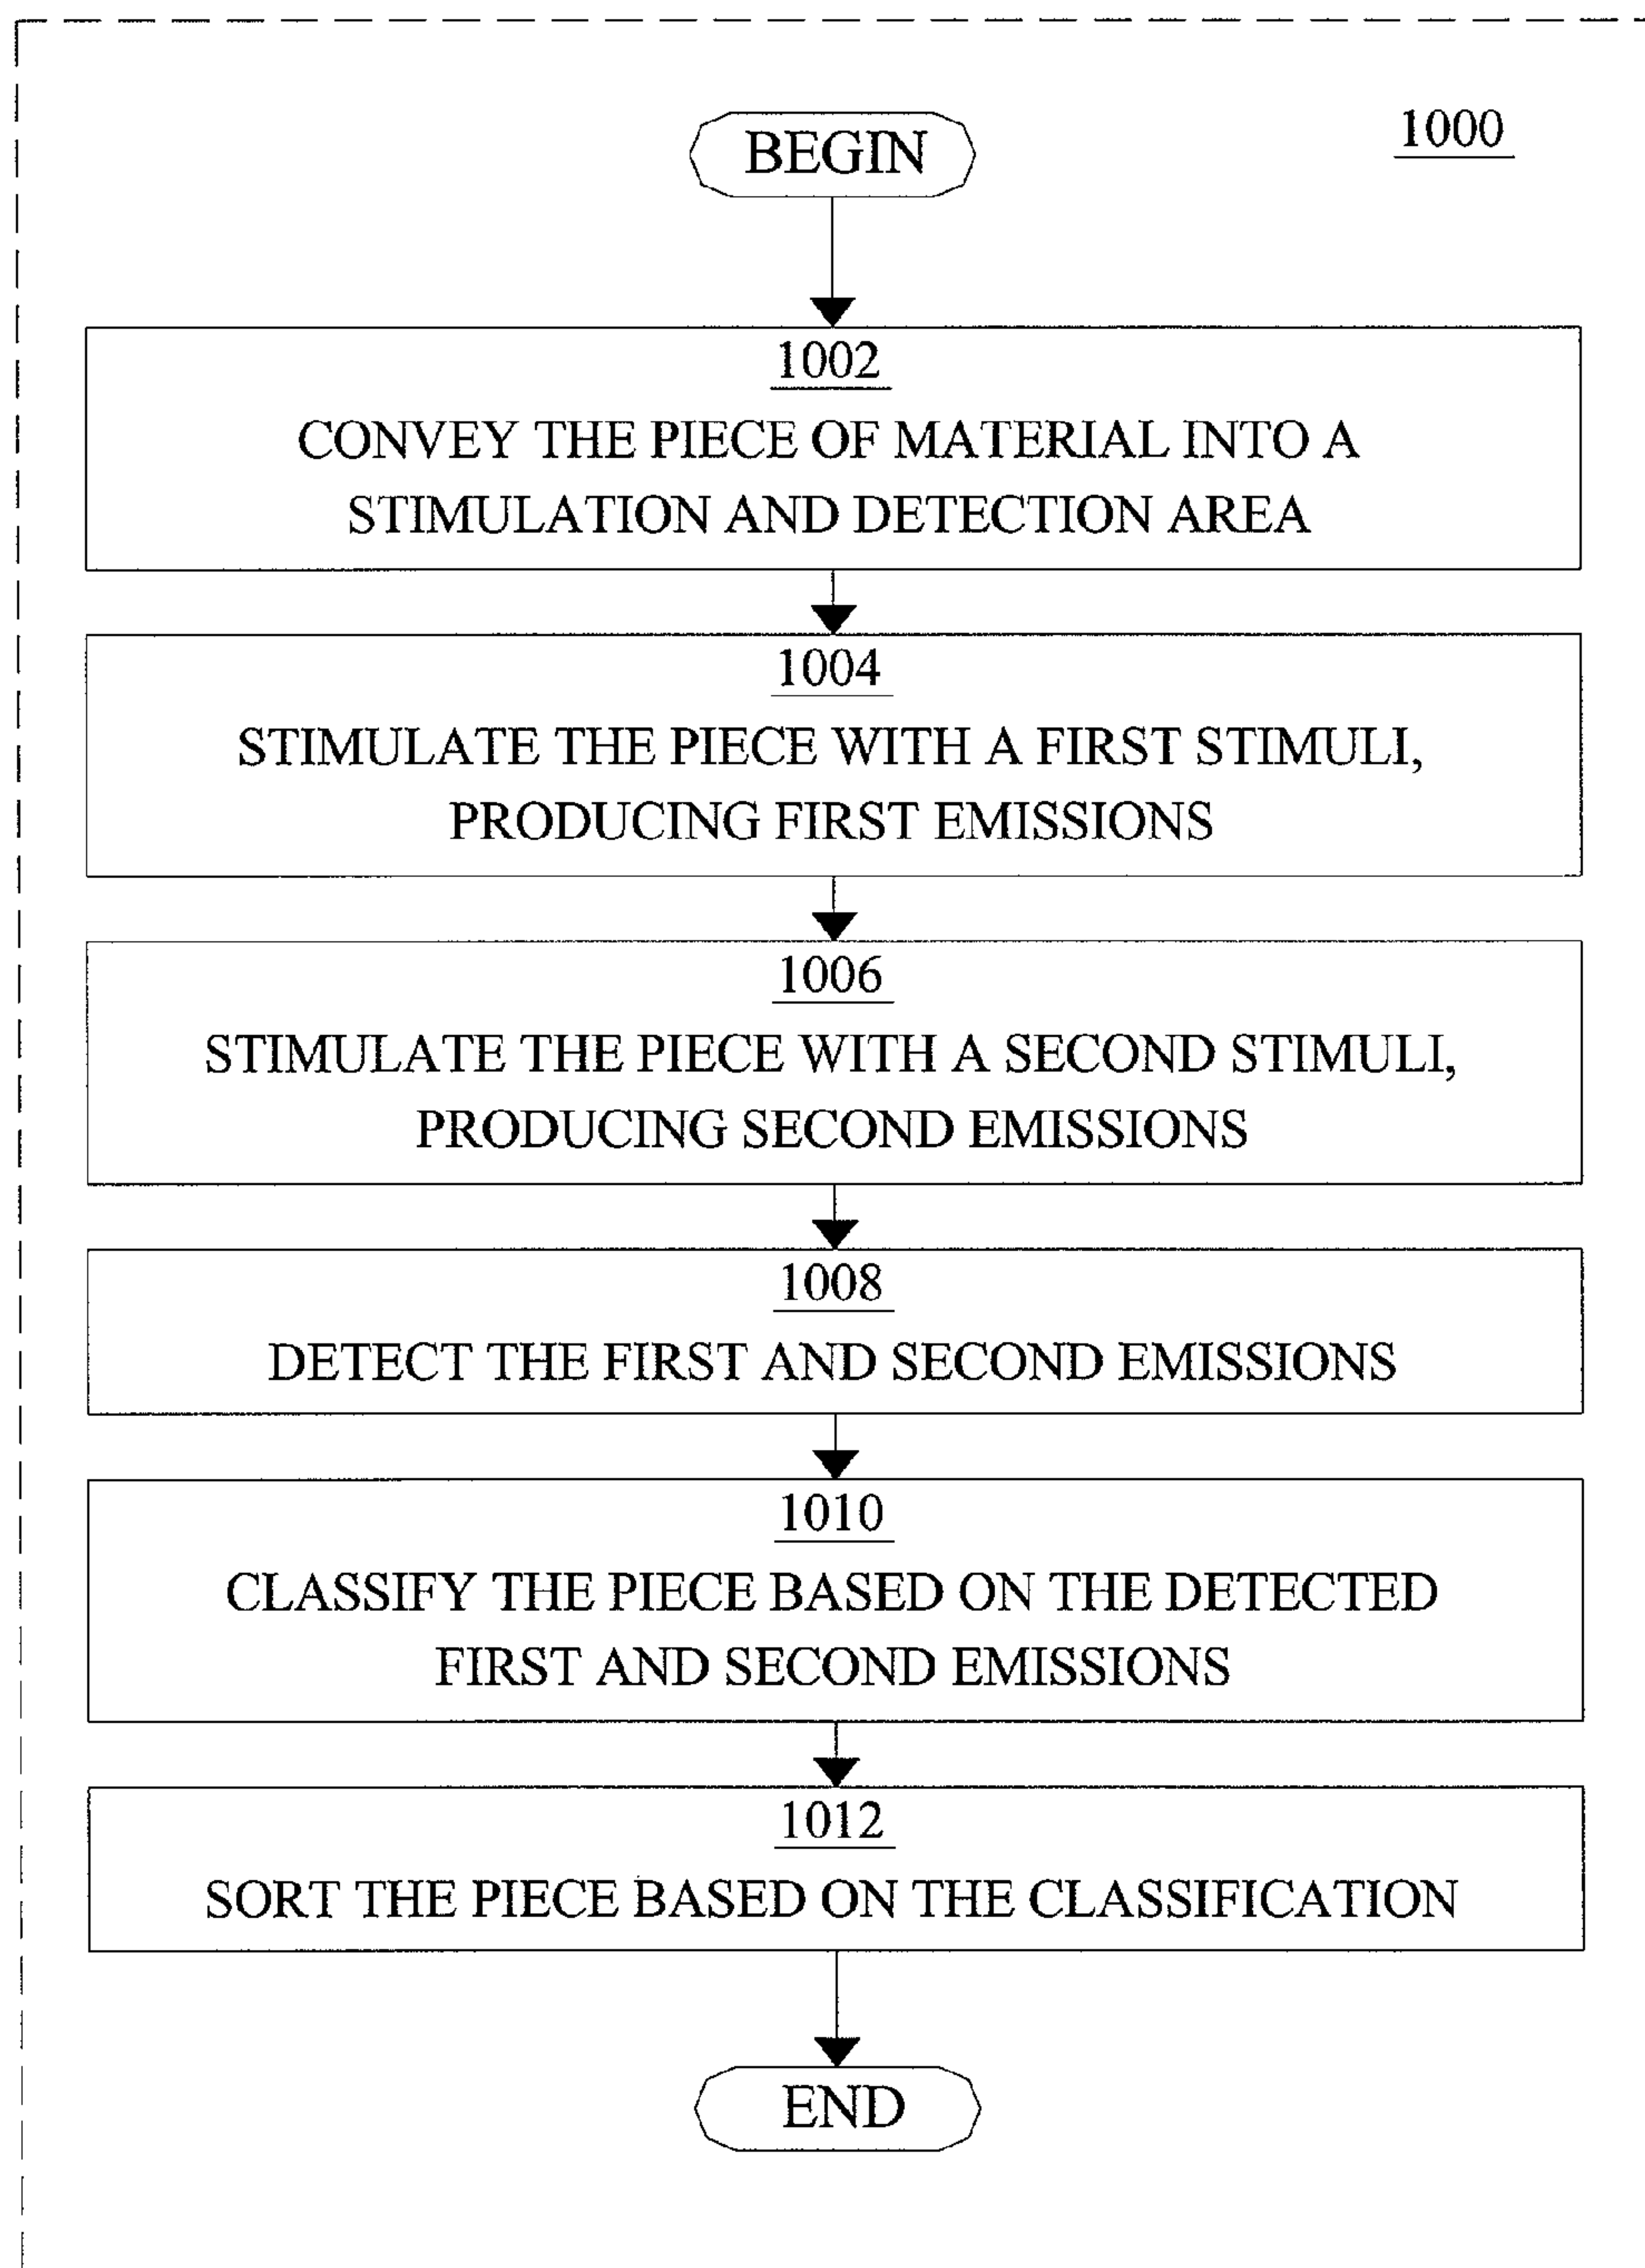 BEGIN
1000
1002
CONVEY THE PIECE OF MATERIAL INTO A
STIMULATION AND DETECTION AREA
1004
STIMULATE THE PIECE WITH A FIRST STIMULI,
PRODUCING FIRST EMISSIONS
1006
STIMULATE THE PIECE WITH A SECOND STIMULI,
PRODUCING SECOND EMISSIONS
1008
DETECT THE FIRST AND SECOND EMISSIONS
1010
CLASSIFY THE PIECE BASED ON THE DETECTED
FIRST AND SECOND EMISSIONS
1012
SORT THE PIECE BASED ON THE CLASSIFICATION
END